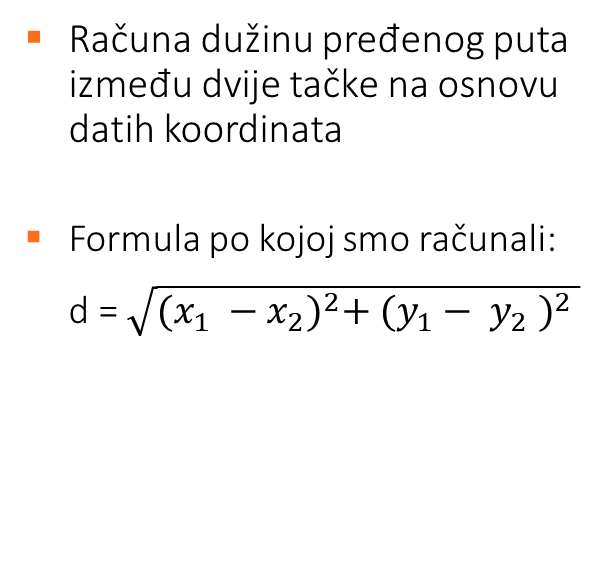 ▪ Računa dužinu pređenog puta
između dvije tačke na osnovu
datih koordinata
▪ Formula po kojoj smo računali:
d = √((x₁ − x₂)² + (y₁ − y₂)²)